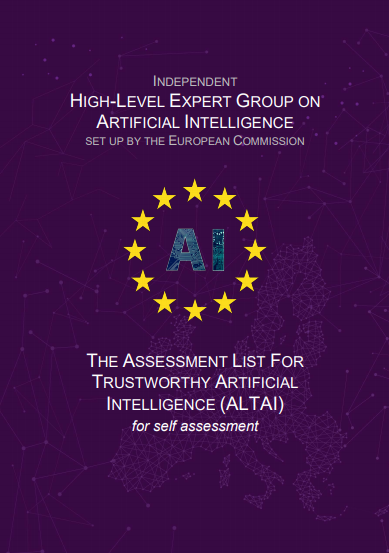 INDEPENDENT
HIGH-LEVEL EXPERT GROUP ON
ARTIFICIAL INTELLIGENCE
SET UP BY THE EUROPEAN COMMISSION
AI
THE ASSESSMENT LIST FOR
TRUSTWORTHY ARTIFICIAL
INTELLIGENCE (ALTAI)
for self assessment